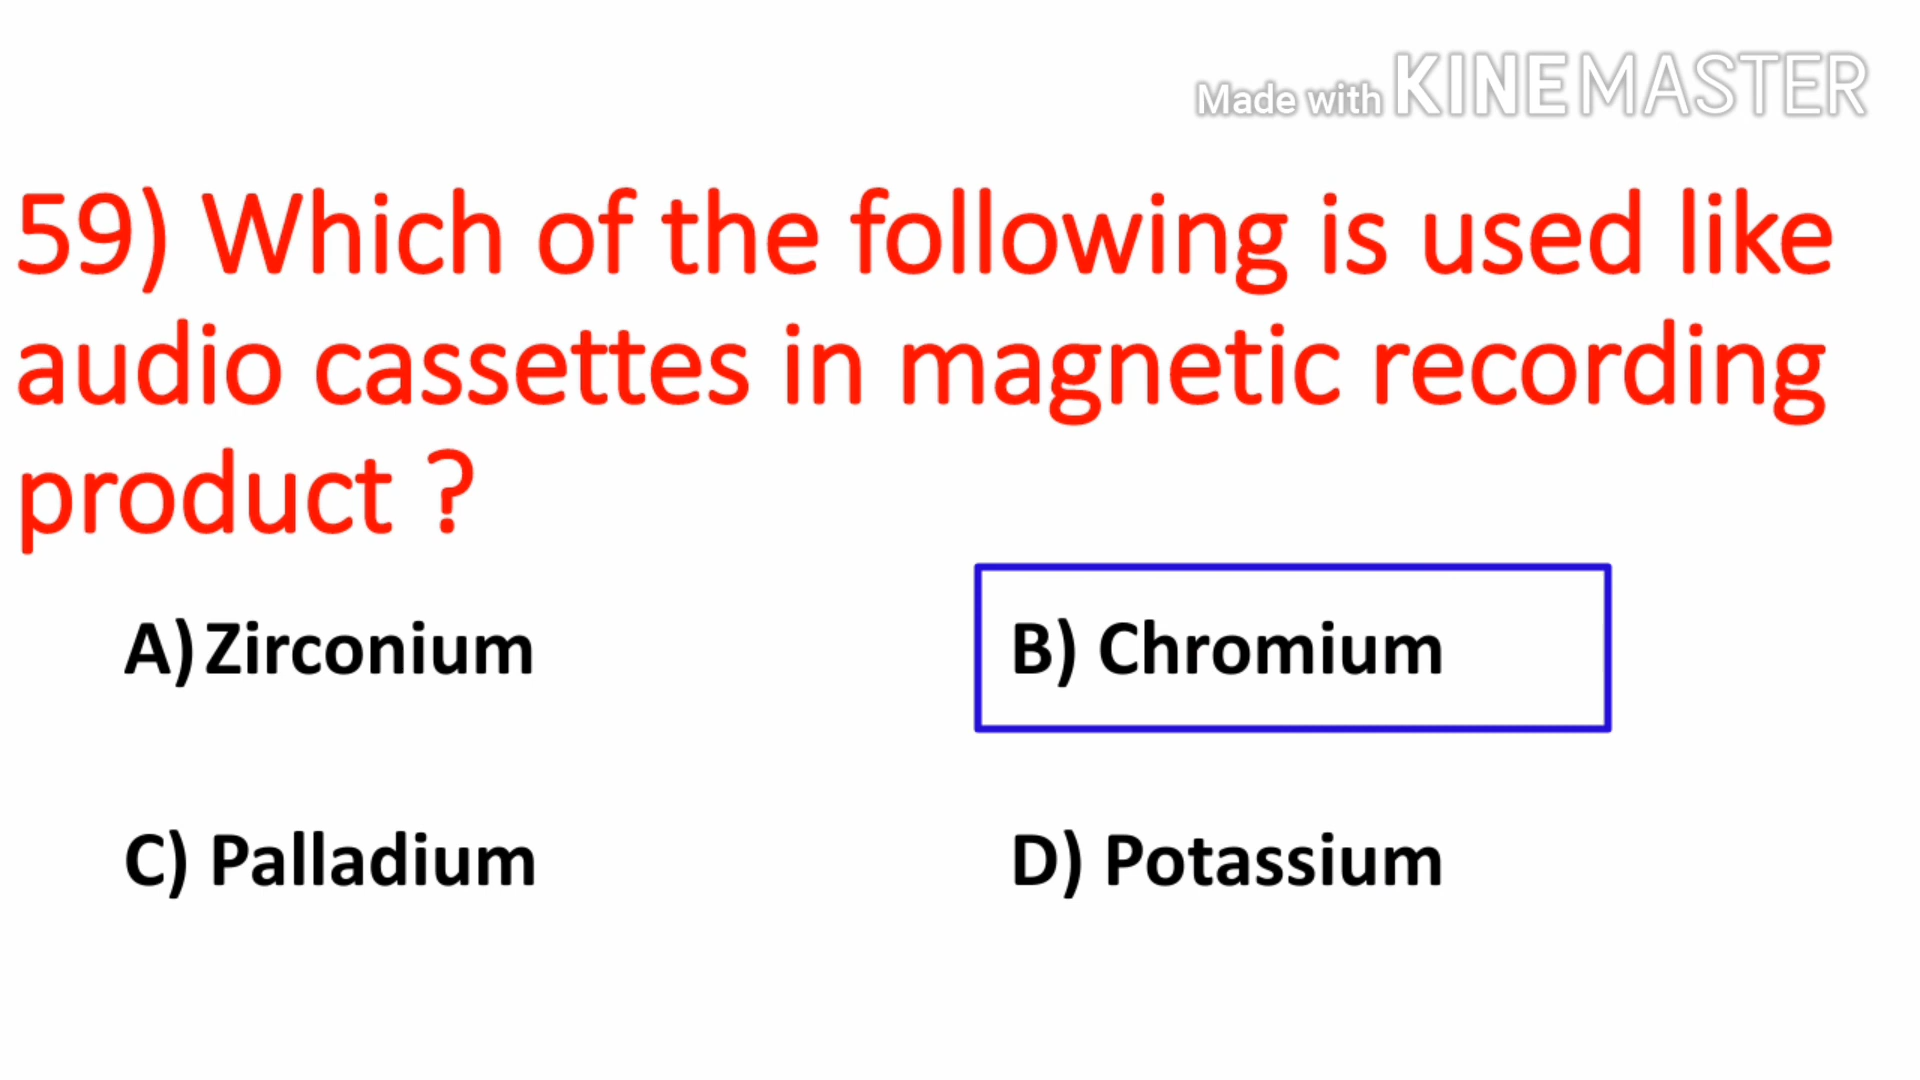 Made with KINEMASTER
59) Which of the following is used like
audio cassettes in magnetic recording
product ?
A) Zirconium
B) Chromium
C) Palladium
D) Potassium